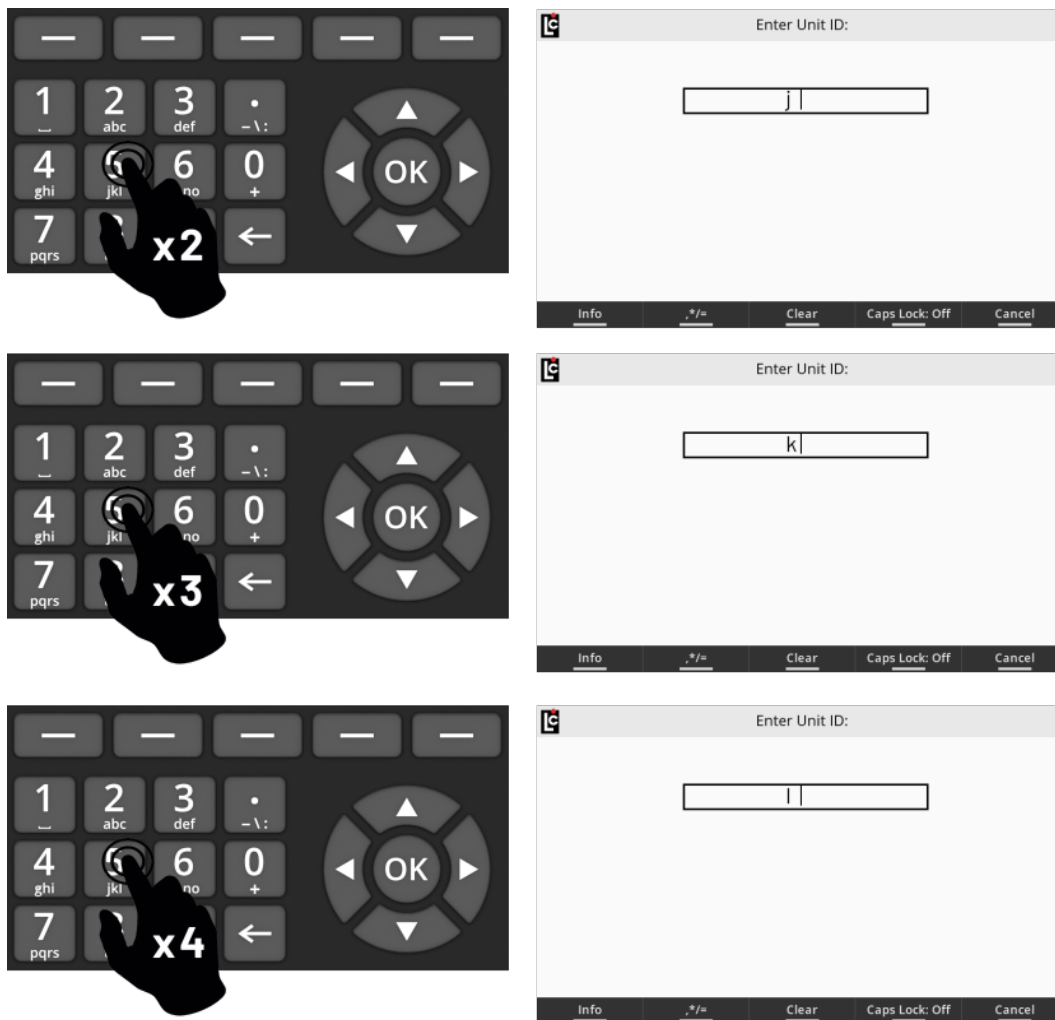 Enter Unit ID:
1 2 3 .
abc def -\:
j
4 5 6 0
ghi jkl no +
OK
7
pqrs
x2
Info ,*/= Clear Caps Lock: Off Cancel
Enter Unit ID:
1 2 3 .
abc def -\:
k
4 5 6 0
ghi jkl no +
OK
7
pqrs
x3
Info ,*/= Clear Caps Lock: Off Cancel
Enter Unit ID:
1 2 3 .
abc def -\:
l
4 5 6 0
ghi jkl no +
OK
7
pqrs
x4
Info ,*/= Clear Caps Lock: Off Cancel